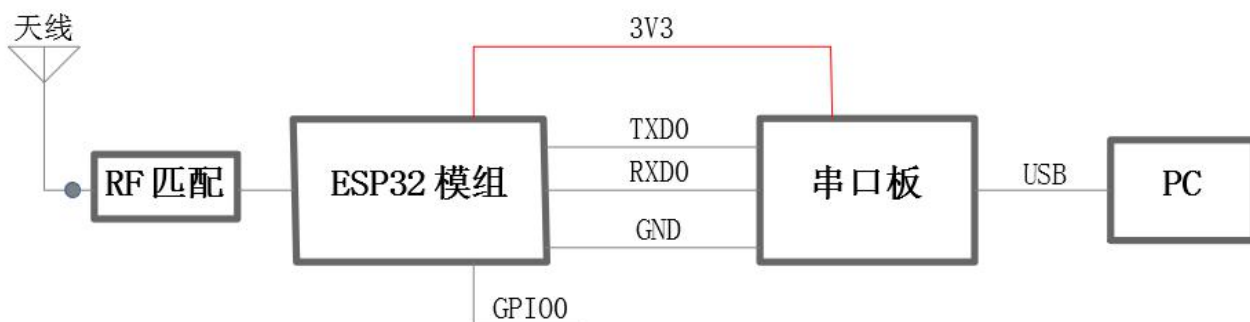 天线
3V3
TXD0
RXD0
GND
RF 匹配
ESP32 模组
串口板
USB
PC
GPIO0